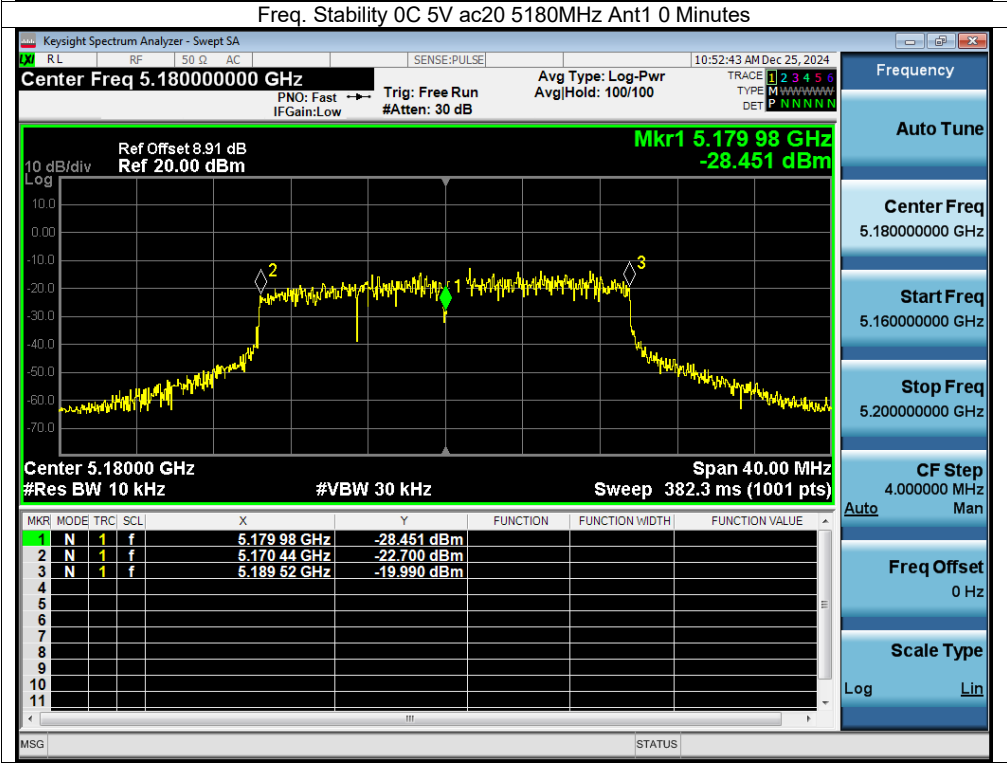 Freq. Stability 0C 5V ac20 5180MHz Ant1 0 Minutes
Keysight Spectrum Analyzer - Swept SA
LXI RL RF 50 Ω AC SENSE:PULSE 10:52:43 AM Dec 25, 2024
Center Freq 5.180000000 GHz
PNO: Fast
IFGain:Low
Trig: Free Run
#Atten: 30 dB
Avg Type: Log-Pwr
Avg|Hold: 100/100
TRACE 1 2 3 4 5 6
TYPE M WWWWW
DET P N N N N N
Mkr1 5.179 98 GHz
-28.451 dBm
Ref Offset 8.91 dB
10 dB/div Ref 20.00 dBm
Log
10.0
0.00
-10.0
-20.0
-30.0
-40.0
-50.0
-60.0
-70.0
2
1
3
Center 5.18000 GHz Span 40.00 MHz
#Res BW 10 kHz #VBW 30 kHz Sweep 382.3 ms (1001 pts)
MKR MODE TRC SCL X Y FUNCTION FUNCTION WIDTH FUNCTION VALUE
1 N 1 f 5.179 98 GHz -28.451 dBm
2 N 1 f 5.170 44 GHz -22.700 dBm
3 N 1 f 5.189 52 GHz -19.990 dBm
4
5
6
7
8
9
10
11
MSG STATUS
Frequency
Auto Tune
Center Freq
5.180000000 GHz
Start Freq
5.160000000 GHz
Stop Freq
5.200000000 GHz
CF Step
4.000000 MHz
Auto Man
Freq Offset
0 Hz
Scale Type
Log Lin